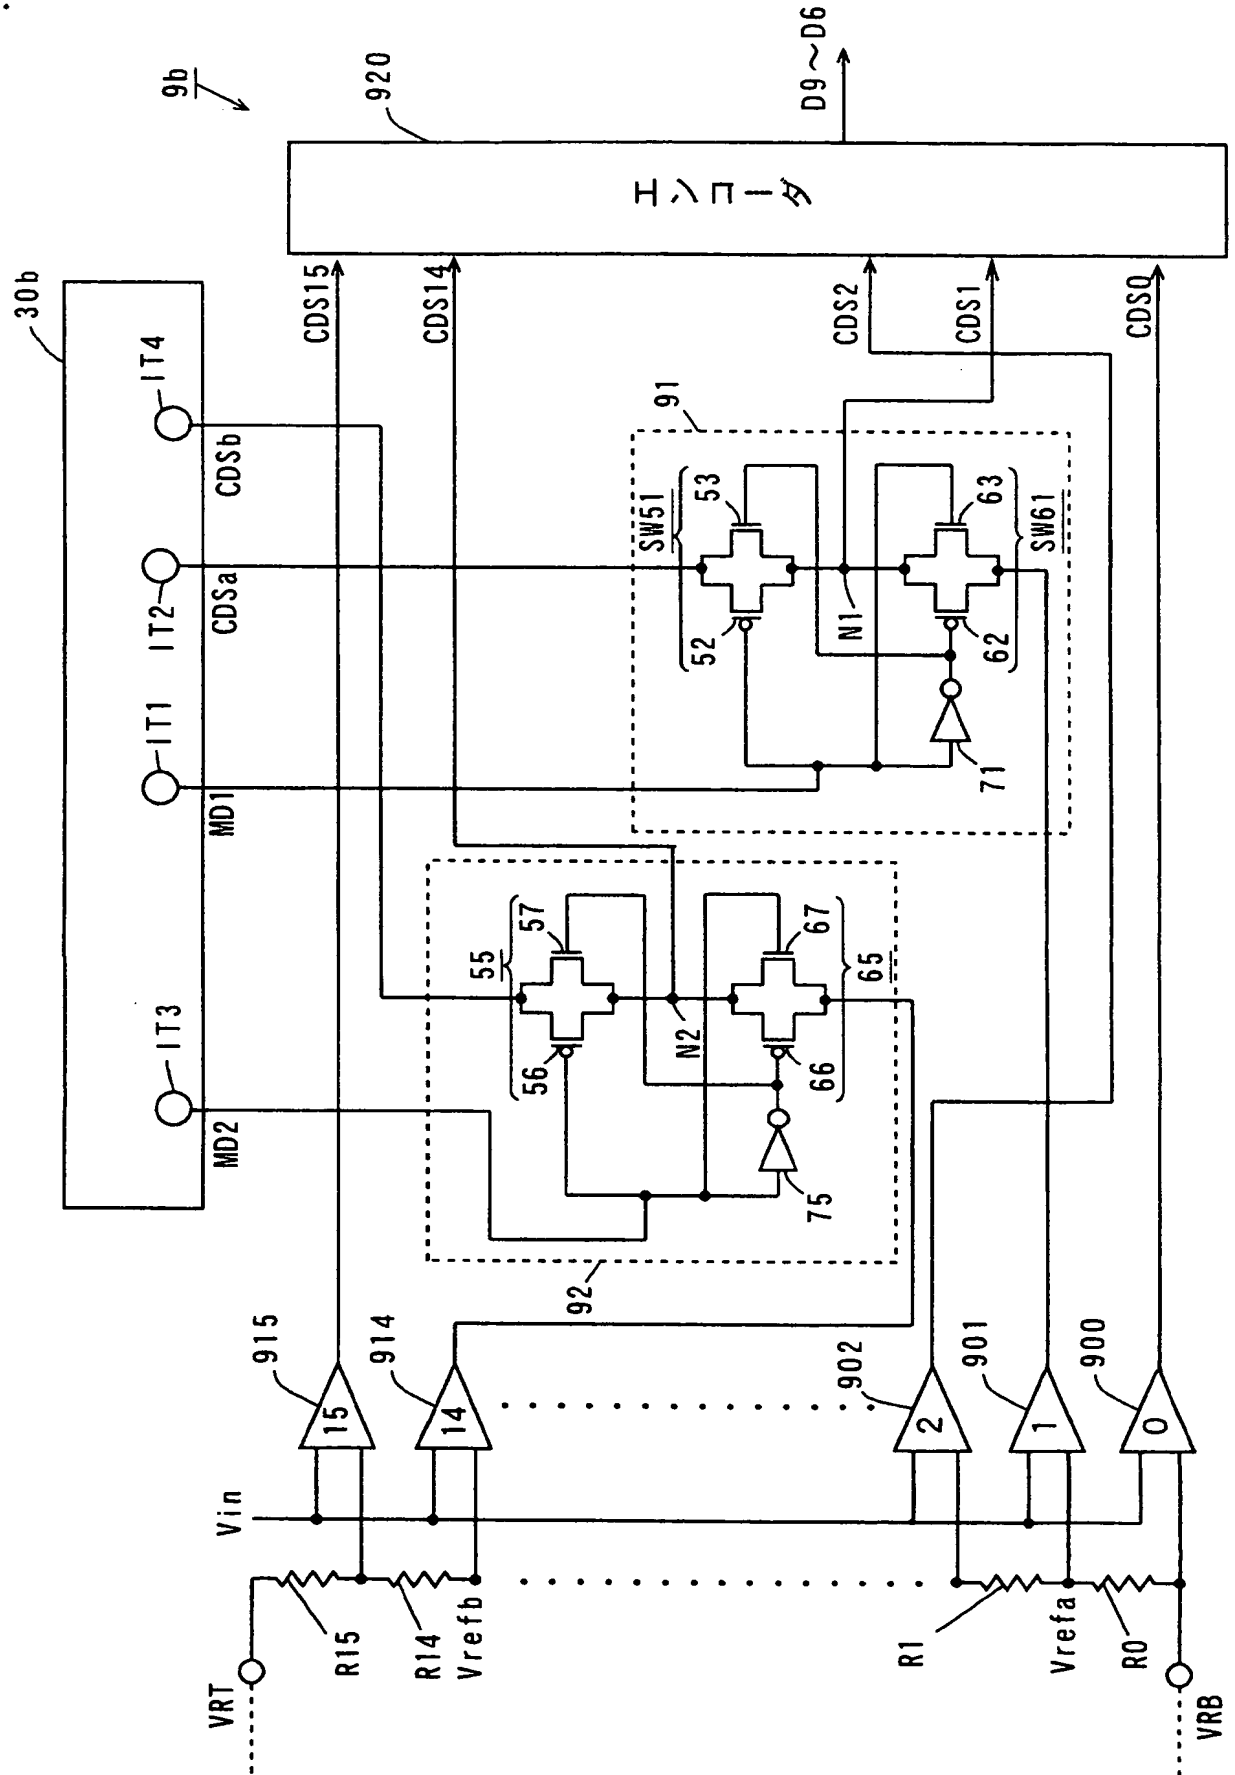 9b
920
D9～D6
エンコーダ
30b
IT4
IT2
IT1
IT3
CDSb
CDSa
MD1
MD2
CDS15
CDS14
CDS2
CDS1
CDS0
91
SW51
53
52
N1
63
62
SW61
71
92
55
57
56
N2
67
66
65
75
915
15
914
14
902
2
901
1
900
0
Vin
VRT
R15
R14
Vrefb
R1
Vrefa
R0
VRB